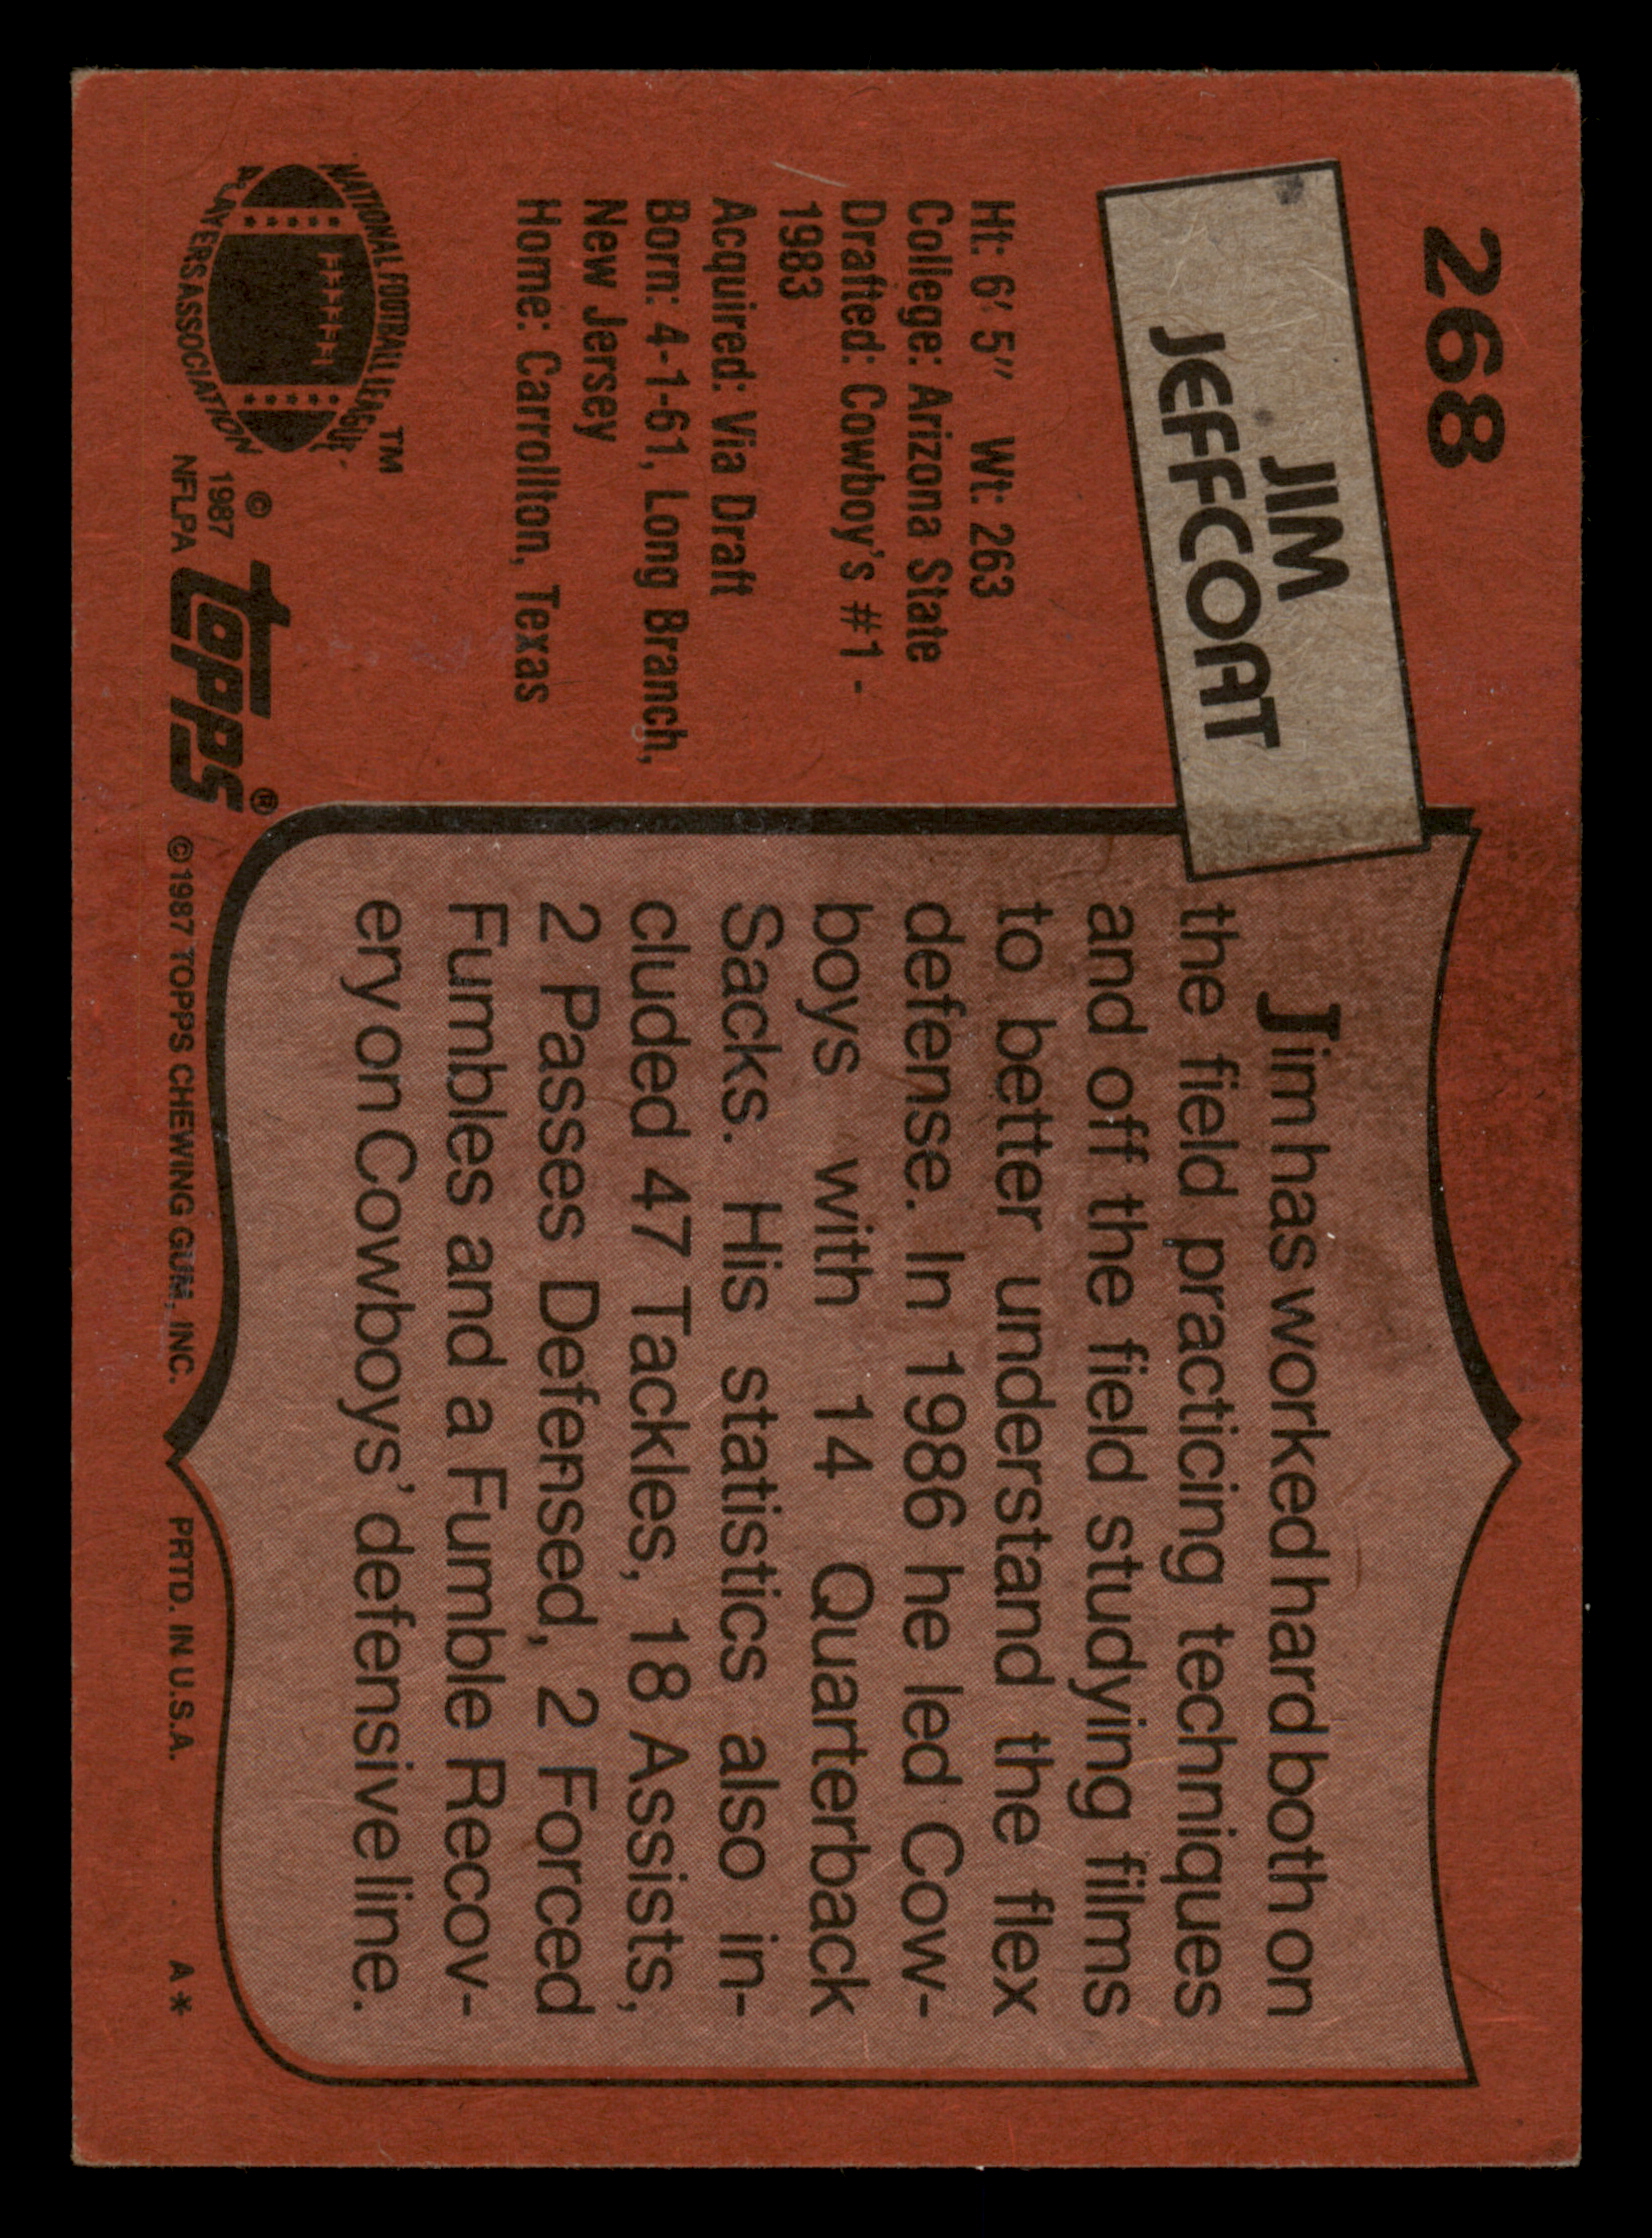 268
JIM
JEFFCOAT
Ht: 6' 5" Wt: 263
College: Arizona State
Drafted: Cowboy's #1 -
1983
Acquired: Via Draft
Born: 4-1-61, Long Branch,
New Jersey
Home: Carrollton, Texas
Jim has worked hard both on
the field practicing techniques
and off the field studying films
to better understand the flex
defense. In 1986 he led Cow-
boys with 14 Quarterback
Sacks. His statistics also in-
cluded 47 Tackles, 18 Assists,
2 Passes Defensed, 2 Forced
Fumbles and a Fumble Recov-
ery on Cowboys' defensive line.
NATIONAL FOOTBALL LEAGUE
PLAYERS ASSOCIATION
TM
©
1987
NFLPA
topps®
© 1987 TOPPS CHEWING GUM, INC. PRTD. IN U.S.A. A*